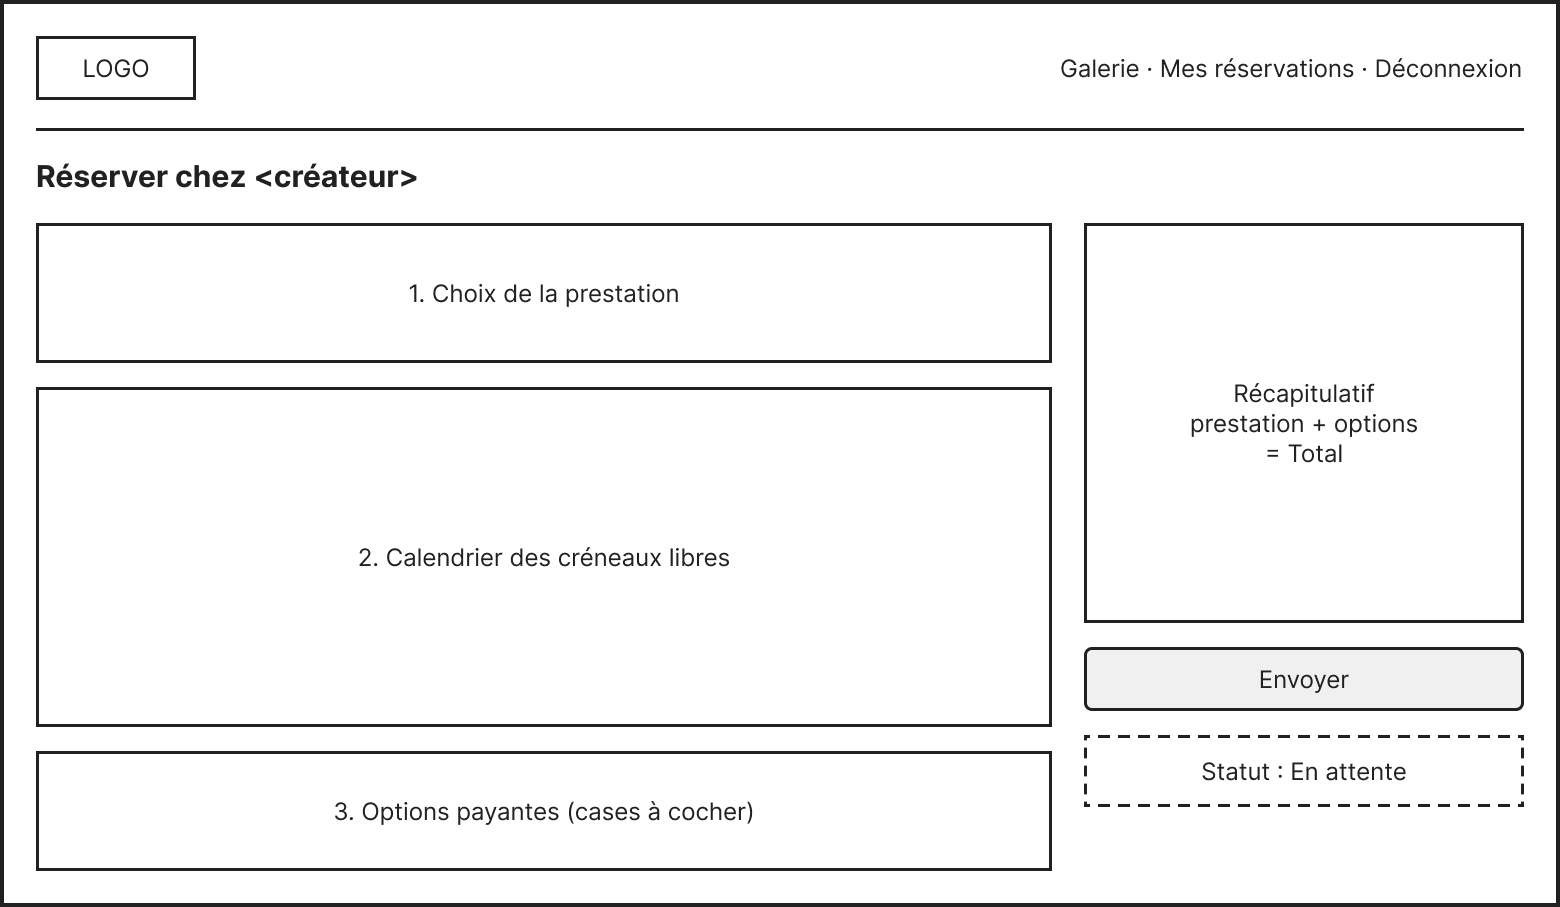 LOGO
Galerie · Mes réservations · Déconnexion
Réserver chez <créateur>
1. Choix de la prestation
2. Calendrier des créneaux libres
3. Options payantes (cases à cocher)
Récapitulatif
prestation + options
= Total
Envoyer
Statut : En attente